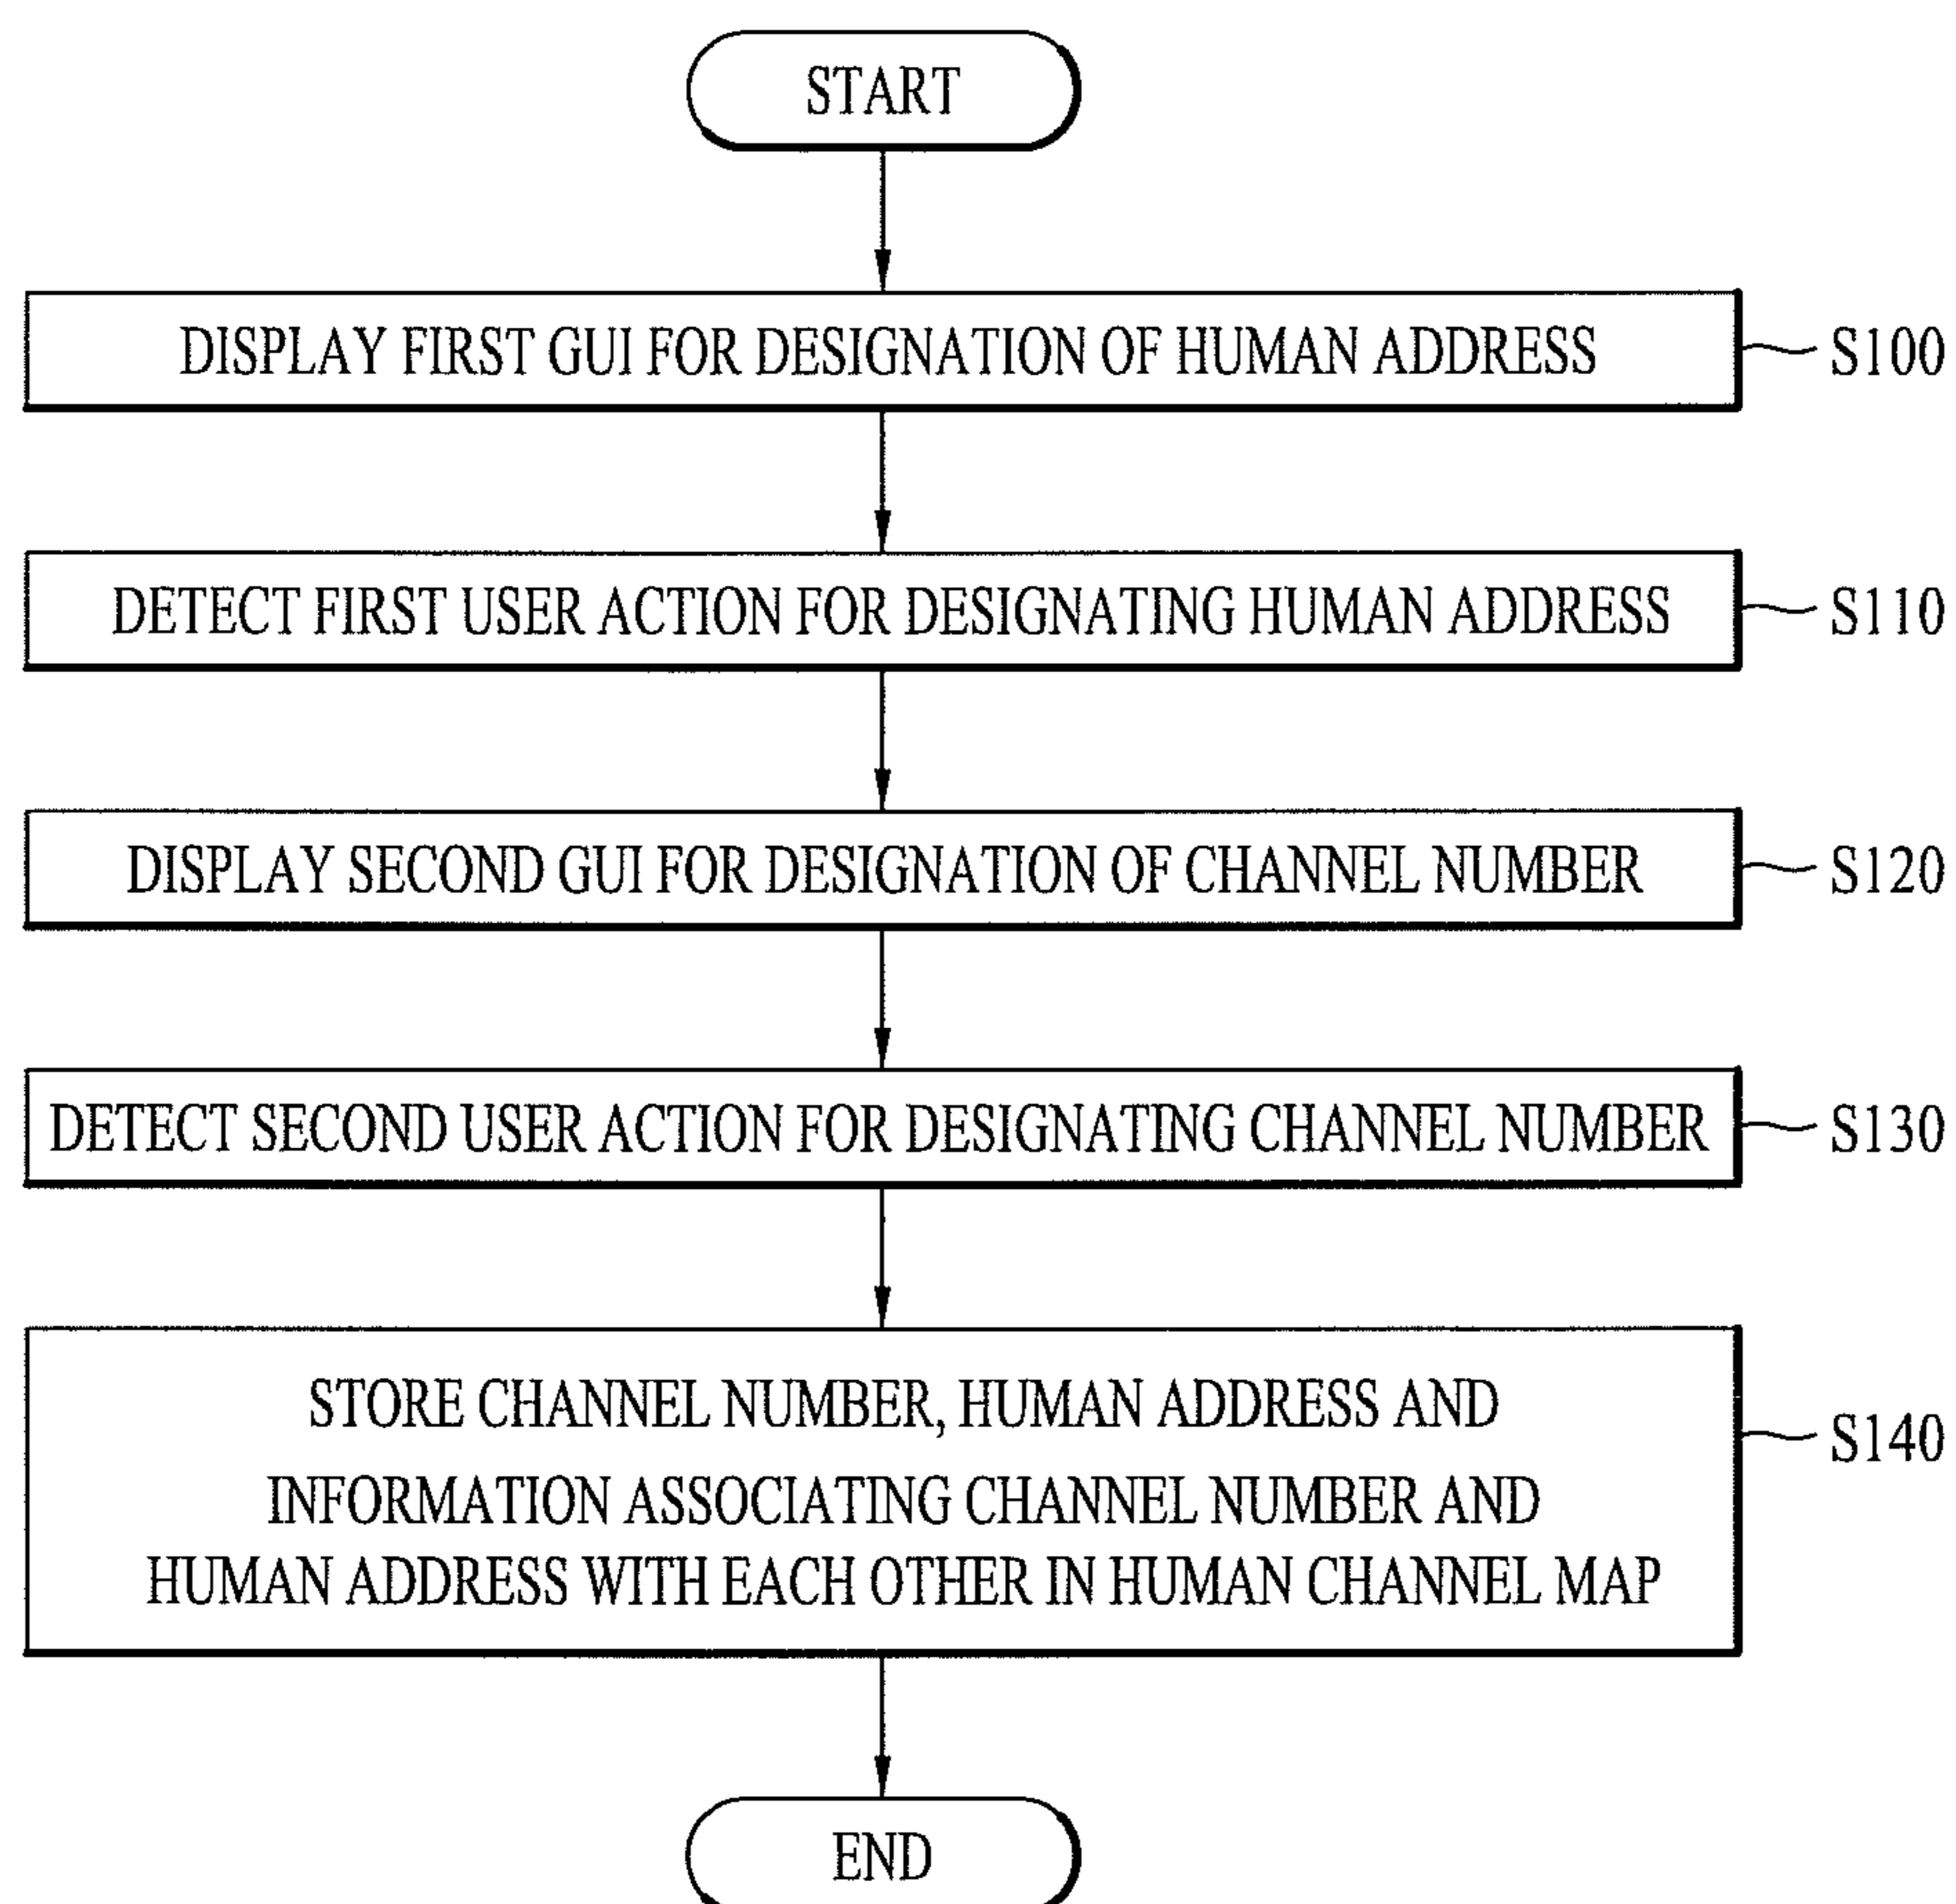 START
DISPLAY FIRST GUI FOR DESIGNATION OF HUMAN ADDRESS
S100
DETECT FIRST USER ACTION FOR DESIGNATING HUMAN ADDRESS
S110
DISPLAY SECOND GUI FOR DESIGNATION OF CHANNEL NUMBER
S120
DETECT SECOND USER ACTION FOR DESIGNATING CHANNEL NUMBER
S130
STORE CHANNEL NUMBER, HUMAN ADDRESS AND
INFORMATION ASSOCIATING CHANNEL NUMBER AND
HUMAN ADDRESS WITH EACH OTHER IN HUMAN CHANNEL MAP
S140
END